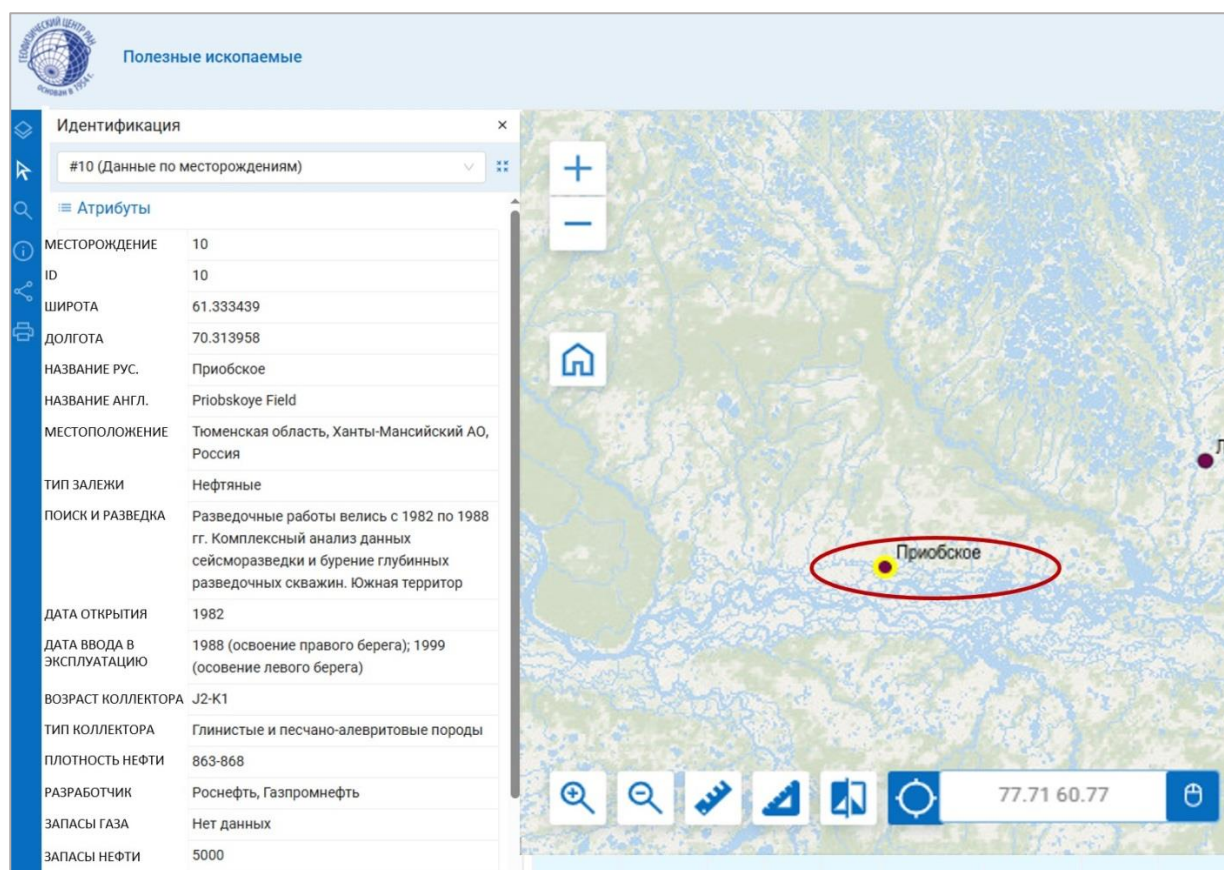 ГЕОФИЗИЧЕСКИЙ ЦЕНТР РАН
основан в 1954 г.
Полезные ископаемые
Идентификация ×
#10 (Данные по месторождениям)
Атрибуты
МЕСТОРОЖДЕНИЕ 10
ID 10
ШИРОТА 61.333439
ДОЛГОТА 70.313958
НАЗВАНИЕ РУС. Приобское
НАЗВАНИЕ АНГЛ. Priobskoye Field
МЕСТОПОЛОЖЕНИЕ Тюменская область, Ханты-Мансийский АО,
Россия
ТИП ЗАЛЕЖИ Нефтяные
ПОИСК И РАЗВЕДКА Разведочные работы велись с 1982 по 1988
гг. Комплексный анализ данных
сейсморазведки и бурение глубинных
разведочных скважин. Южная территор
ДАТА ОТКРЫТИЯ 1982
ДАТА ВВОДА В
ЭКСПЛУАТАЦИЮ
1988 (освоение правого берега); 1999
(осовение левого берега)
ВОЗРАСТ КОЛЛЕКТОРА J2-K1
ТИП КОЛЛЕКТОРА Глинистые и песчано-алевритовые породы
ПЛОТНОСТЬ НЕФТИ 863-868
РАЗРАБОТЧИК Роснефть, Газпромнефть
ЗАПАСЫ ГАЗА Нет данных
ЗАПАСЫ НЕФТИ 5000
Приобское
77.71 60.77